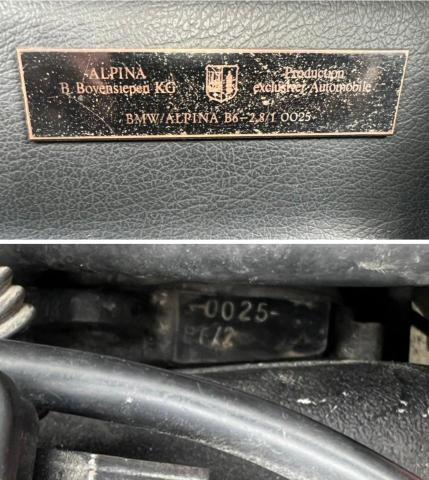 ALPINA
B. Bovensiepen KG
Production
exclusiver Automobile
BMW/ALPINA B6-2,8/1 0025
-0025-